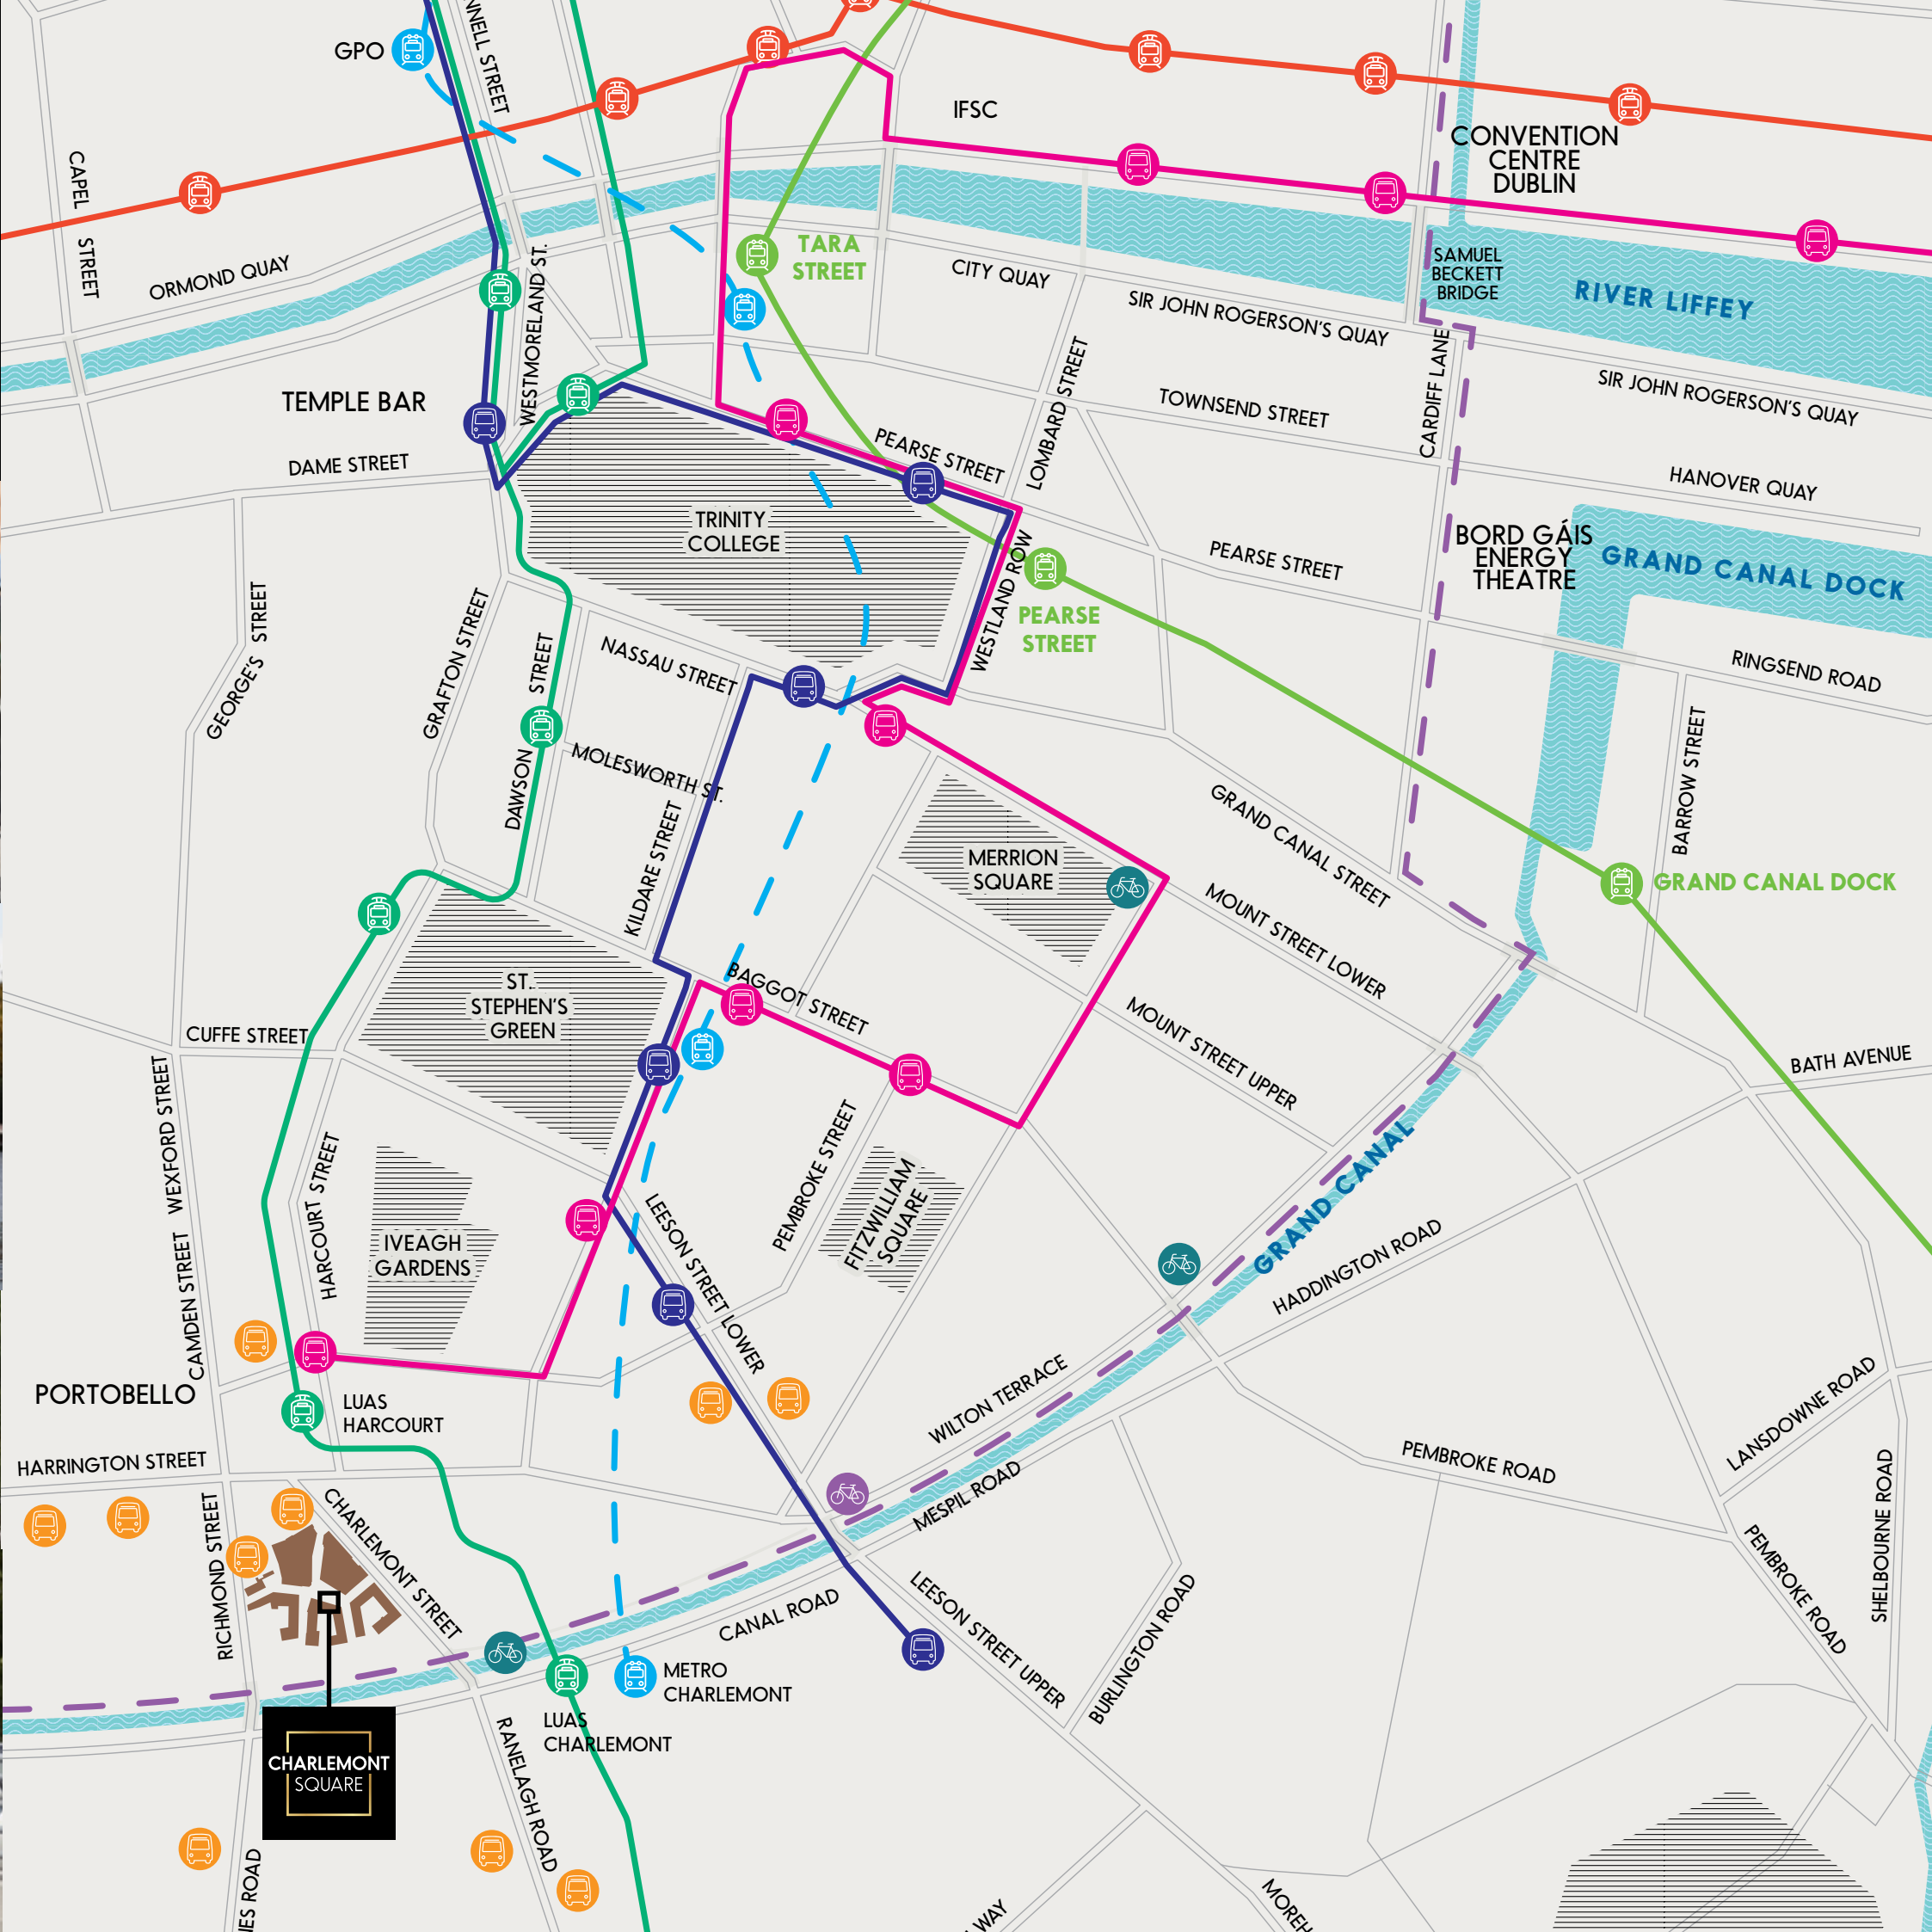 GPO
NNELL STREET
IFSC
CONVENTION
CENTRE
DUBLIN
CAPEL STREET
ORMOND QUAY
WESTMORELAND ST.
TARA
STREET
CITY QUAY
SIR JOHN ROGERSON'S QUAY
SAMUEL
BECKETT
BRIDGE
RIVER LIFFEY
SIR JOHN ROGERSON'S QUAY
TEMPLE BAR
DAME STREET
PEARSE STREET
LOMBARD STREET
TOWNSEND STREET
CARDIFF LANE
HANOVER QUAY
TRINITY
COLLEGE
WESTLAND ROW
PEARSE STREET
BORD GÁIS
ENERGY
THEATRE
GRAND CANAL DOCK
PEARSE
STREET
GEORGE'S STREET
GRAFTON STREET
NASSAU STREET
RINGSEND ROAD
DAWSON STREET
MOLESWORTH ST.
KILDARE STREET
BARROW STREET
MERRION
SQUARE
GRAND CANAL STREET
GRAND CANAL DOCK
MOUNT STREET LOWER
ST.
STEPHEN'S
GREEN
BAGGOT STREET
MOUNT STREET UPPER
CUFFE STREET
BATH AVENUE
WEXFORD STREET
HARCOURT STREET
PEMBROKE STREET
FITZWILLIAM
SQUARE
GRAND CANAL
IVEAGH
GARDENS
LEESON STREET LOWER
HADDINGTON ROAD
CAMDEN STREET
PORTOBELLO
LUAS
HARCOURT
WILTON TERRACE
LANSDOWNE ROAD
HARRINGTON STREET
MESPIL ROAD
PEMBROKE ROAD
SHELBOURNE ROAD
RICHMOND STREET
CHARLEMONT STREET
PEMBROKE ROAD
CANAL ROAD
LEESON STREET UPPER
BURLINGTON ROAD
METRO
CHARLEMONT
LUAS
CHARLEMONT
CHARLEMONT
SQUARE
RANELAGH ROAD
IES ROAD
WAY
MOREH